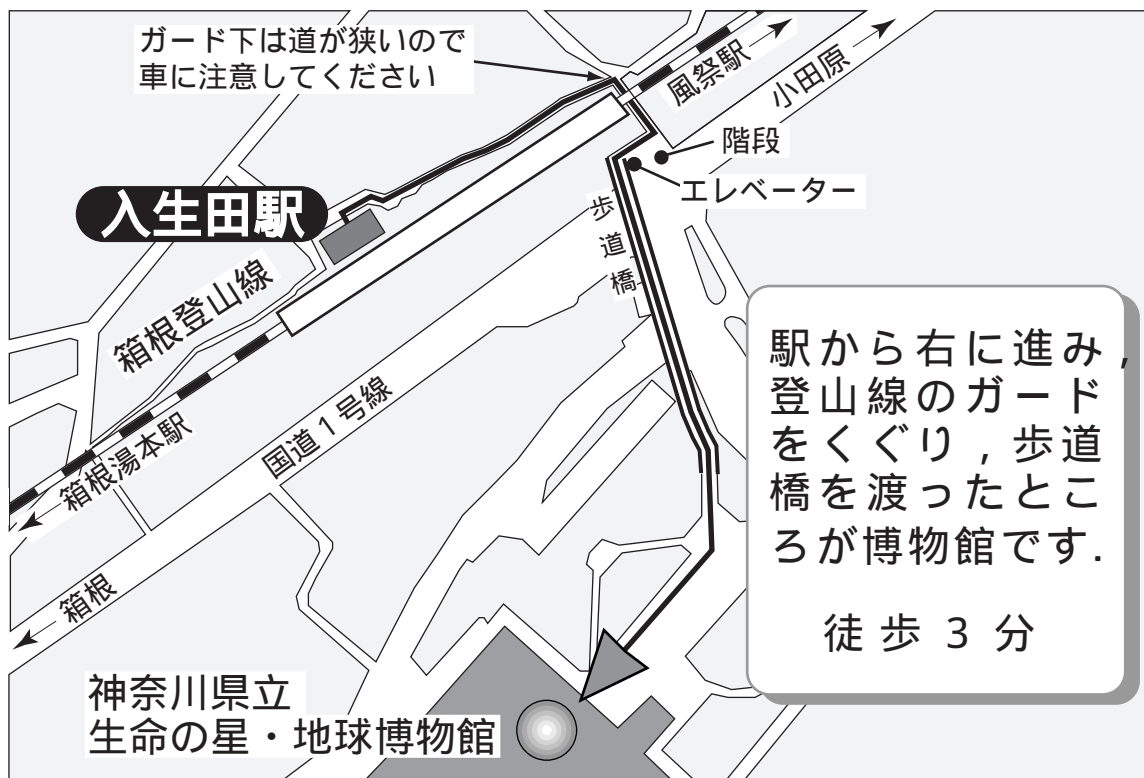 ガード下は道が狭いので
車に注意してください
風祭駅
小田原
階段
エレベーター
入生田駅
歩道橋
箱根登山線
駅から右に進み，
登山線のガード
をくぐり，歩道
橋を渡ったとこ
ろが博物館です.
徒歩３分
国道１号線
箱根湯本駅
箱根
神奈川県立
生命の星・地球博物館